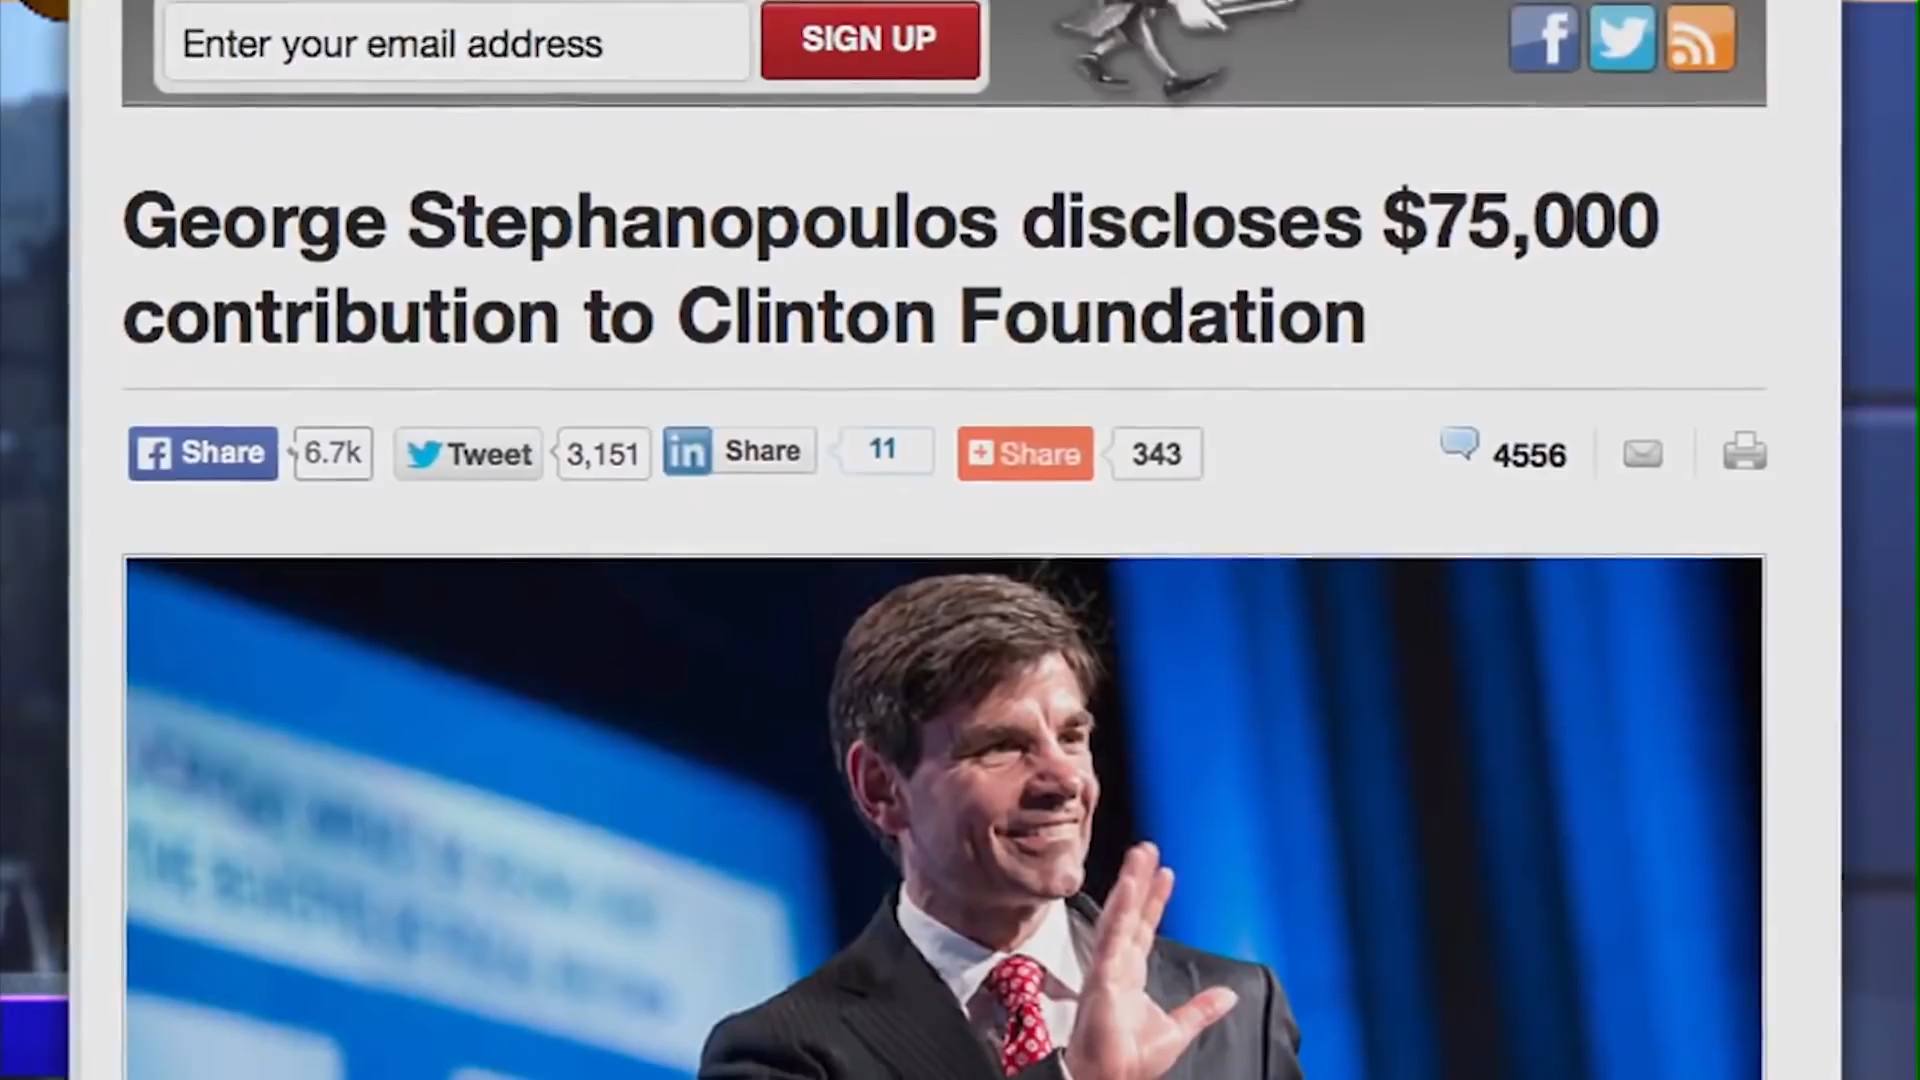 Enter your email address
SIGN UP
George Stephanopoulos discloses $75,000
contribution to Clinton Foundation
Share 6.7k Tweet 3,151 in Share 11 Share 343 4556